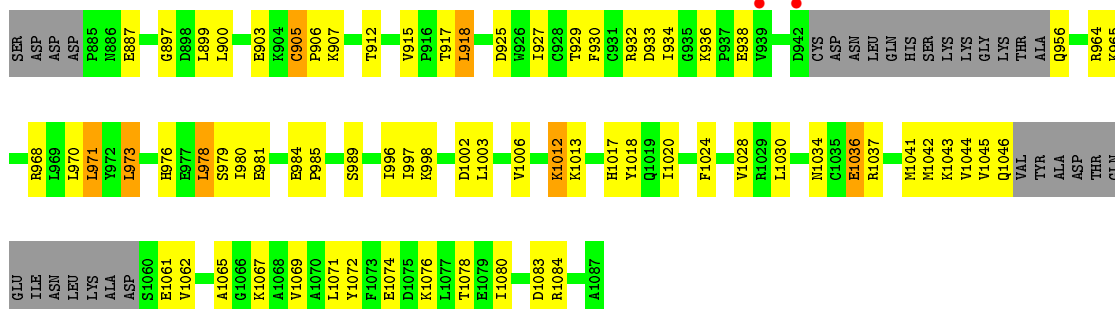 SER ASP ASP ASP P885 N886 E887 G897 D898 L899 L900 E903 K904 C905 P906 K907 T912 V915 P916 T917 L918 D925 W926 I927 C928 T929 F930 C931 R932 D933 I934 G935 K936 P937 E938 V939 D942 CYS ASP ASN LEU GLN HIS SER LYS LYS GLY LYS THR ALA Q956 R964 K965
R968 L969 L970 L971 Y972 L973 H976 E977 L978 S979 I980 E981 E984 P985 S989 I996 I997 K998 D1002 L1003 V1006 K1012 K1013 H1017 Y1018 Q1019 I1020 F1024 V1028 R1029 L1030 N1034 C1035 E1036 R1037 M1041 M1042 K1043 V1044 V1045 Q1046 VAL TYR ALA ASP THR GLN
GLU ILE ASN LEU LYS ALA ASP S1060 E1061 V1062 A1065 G1066 K1067 A1068 V1069 A1070 L1071 Y1072 F1073 E1074 D1075 K1076 L1077 T1078 E1079 I1080 D1083 R1084 A1087